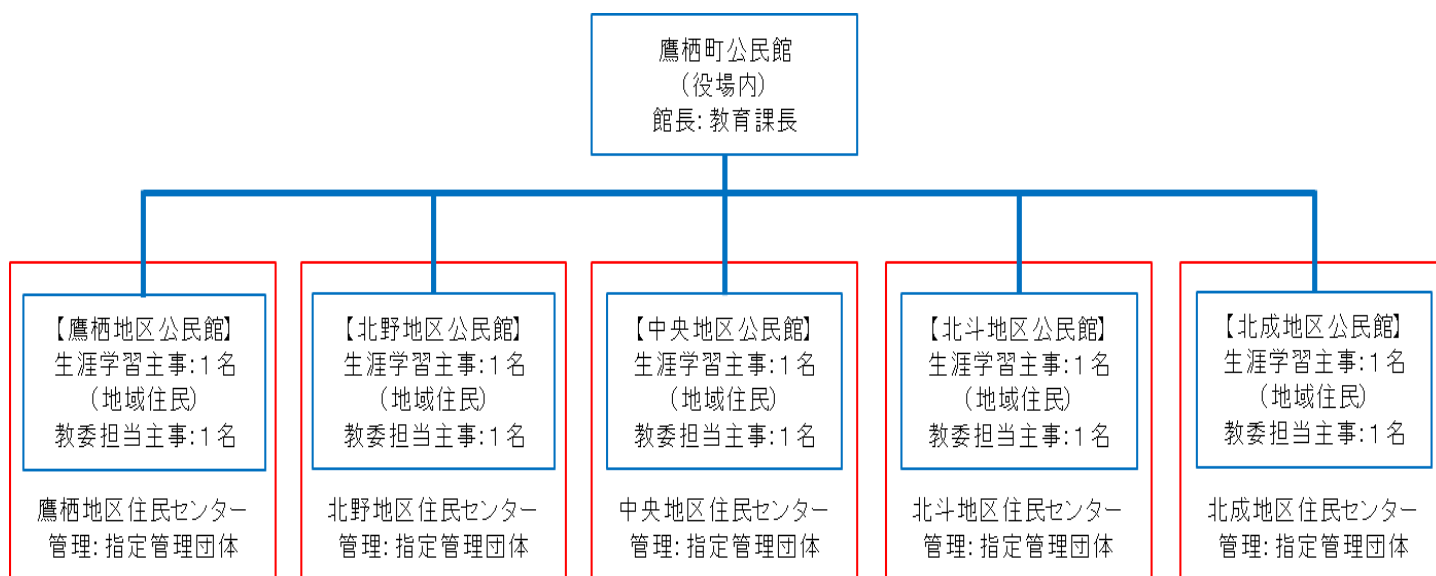 鷹栖町公民館
（役場内）
館長：教育課長
【鷹栖地区公民館】
生涯学習主事：１名
（地域住民）
教委担当主事：１名
鷹栖地区住民センター
管理：指定管理団体
【北野地区公民館】
生涯学習主事：１名
（地域住民）
教委担当主事：１名
北野地区住民センター
管理：指定管理団体
【中央地区公民館】
生涯学習主事：１名
（地域住民）
教委担当主事：１名
中央地区住民センター
管理：指定管理団体
【北斗地区公民館】
生涯学習主事：１名
（地域住民）
教委担当主事：１名
北斗地区住民センター
管理：指定管理団体
【北成地区公民館】
生涯学習主事：１名
（地域住民）
教委担当主事：１名
北成地区住民センター
管理：指定管理団体